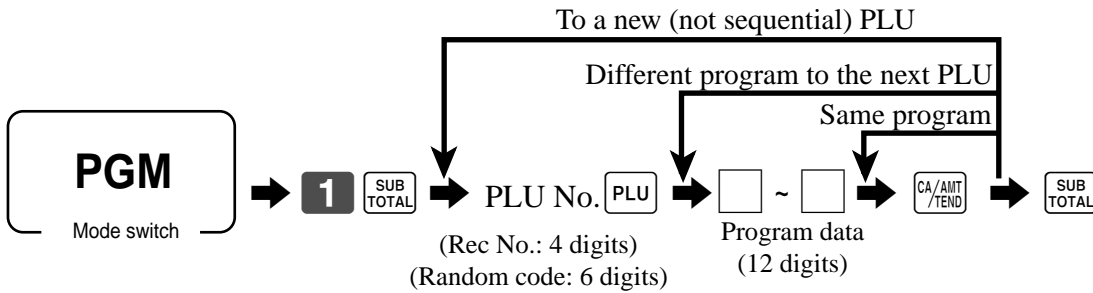 To a new (not sequential) PLU
Different program to the next PLU
Same program
PGM
Mode switch
1 SUB TOTAL PLU No. PLU ~ CA/AMT TEND SUB TOTAL
(Rec No.: 4 digits)
(Random code: 6 digits)
Program data
(12 digits)